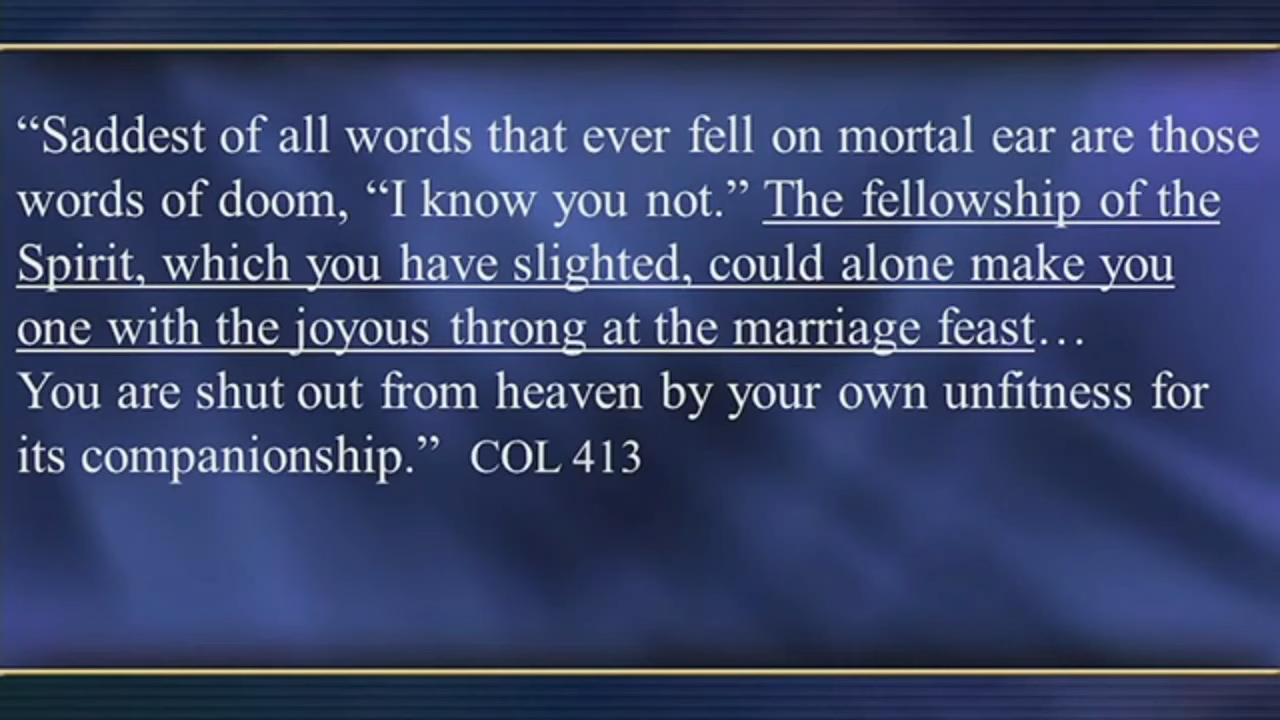 “Saddest of all words that ever fell on mortal ear are those
words of doom, “I know you not.” The fellowship of the
Spirit, which you have slighted, could alone make you
one with the joyous throng at the marriage feast…
You are shut out from heaven by your own unfitness for
its companionship.” COL 413